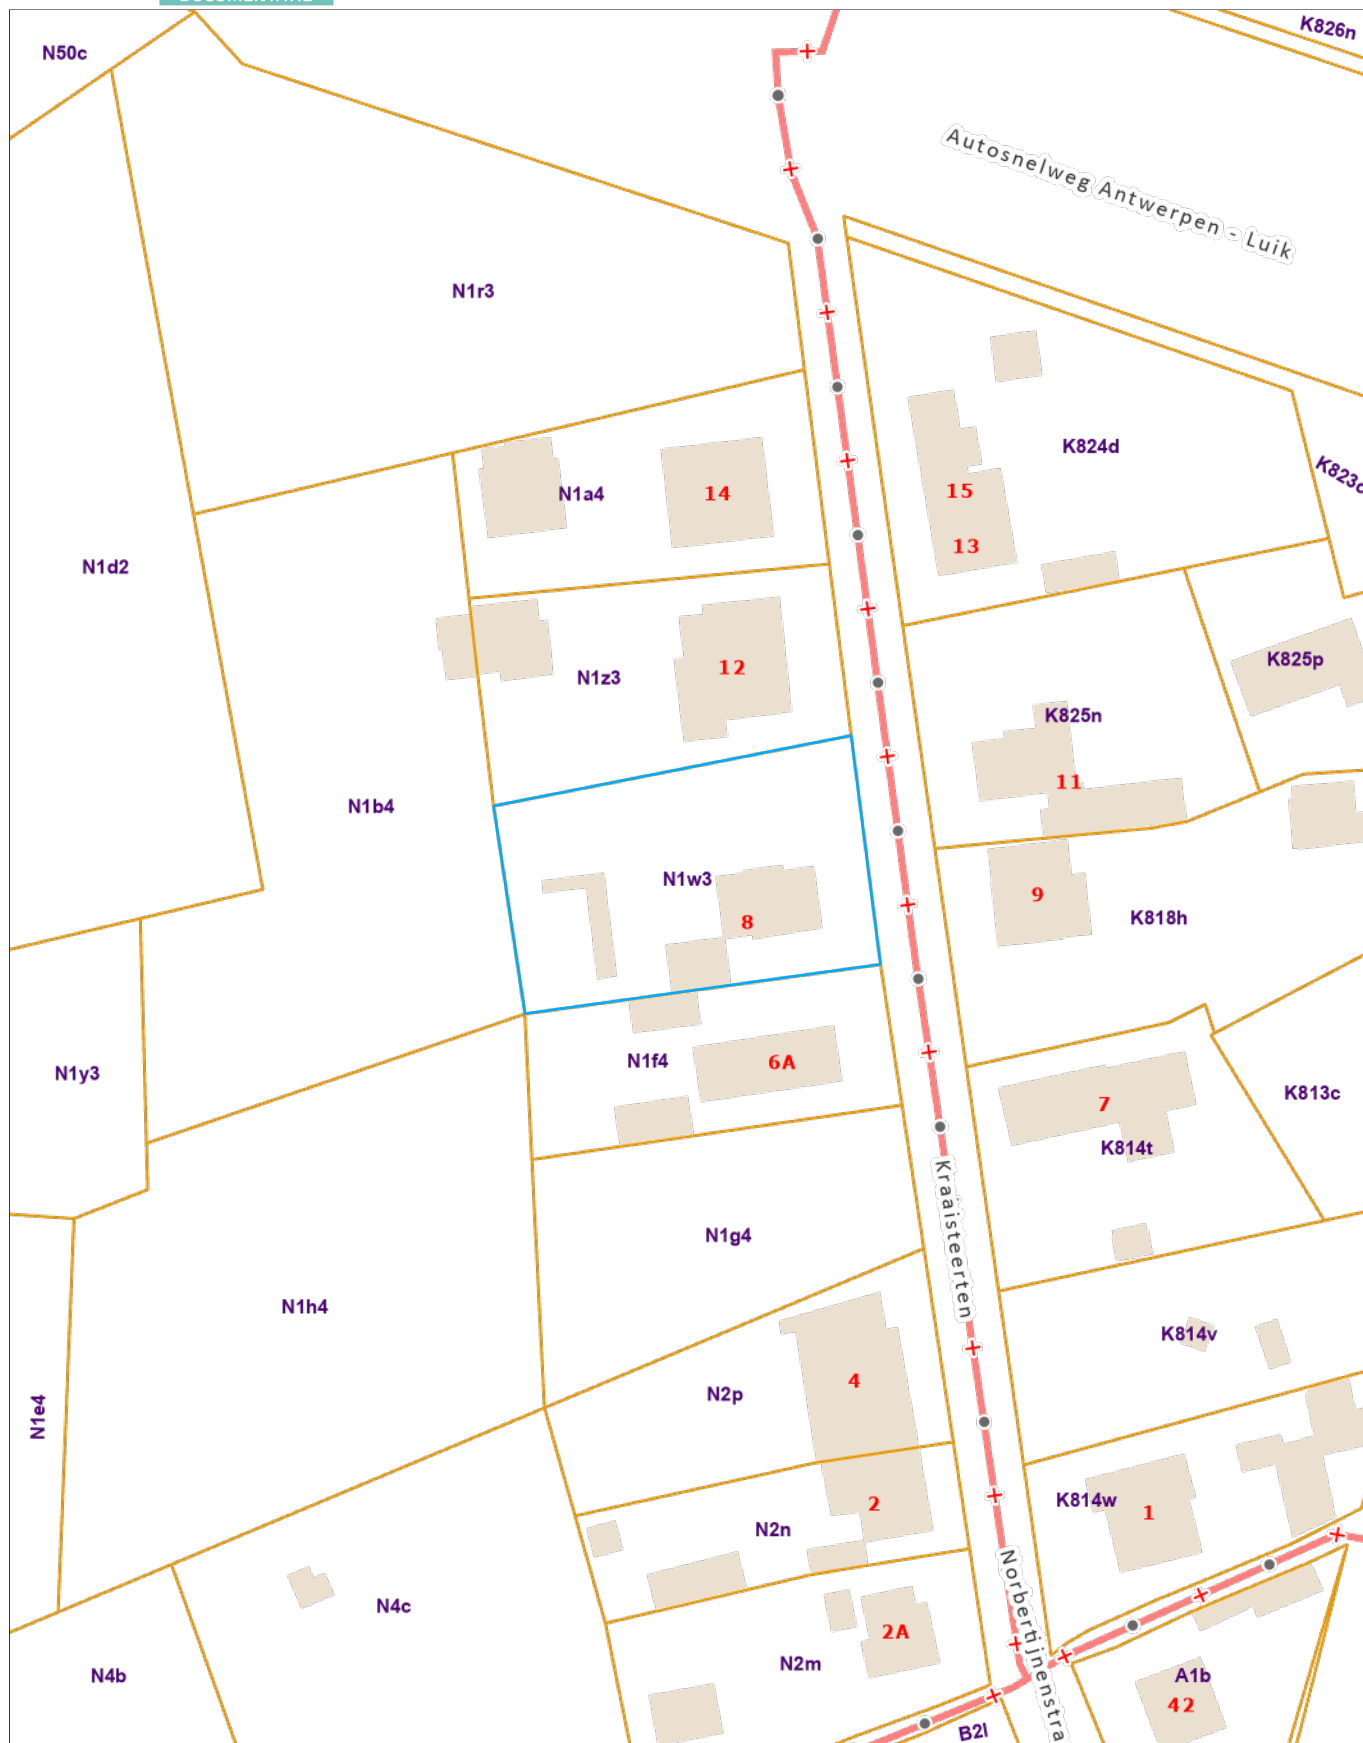 N50c
K826n
Autosnelweg Antwerpen - Luik
N1r3
K824d
N1a4
14
15
13
N1d2
K825p
12
N1z3
K825n
11
N1b4
N1w3
8
9
K818h
N1f4
6A
N1y3
K813c
7
K814t
Kraaisteerten
N1g4
N1h4
K814v
4
N2p
N1e4
K814w
2
1
N2n
N4c
2A
N2m
N4b
A1b
42
B2l